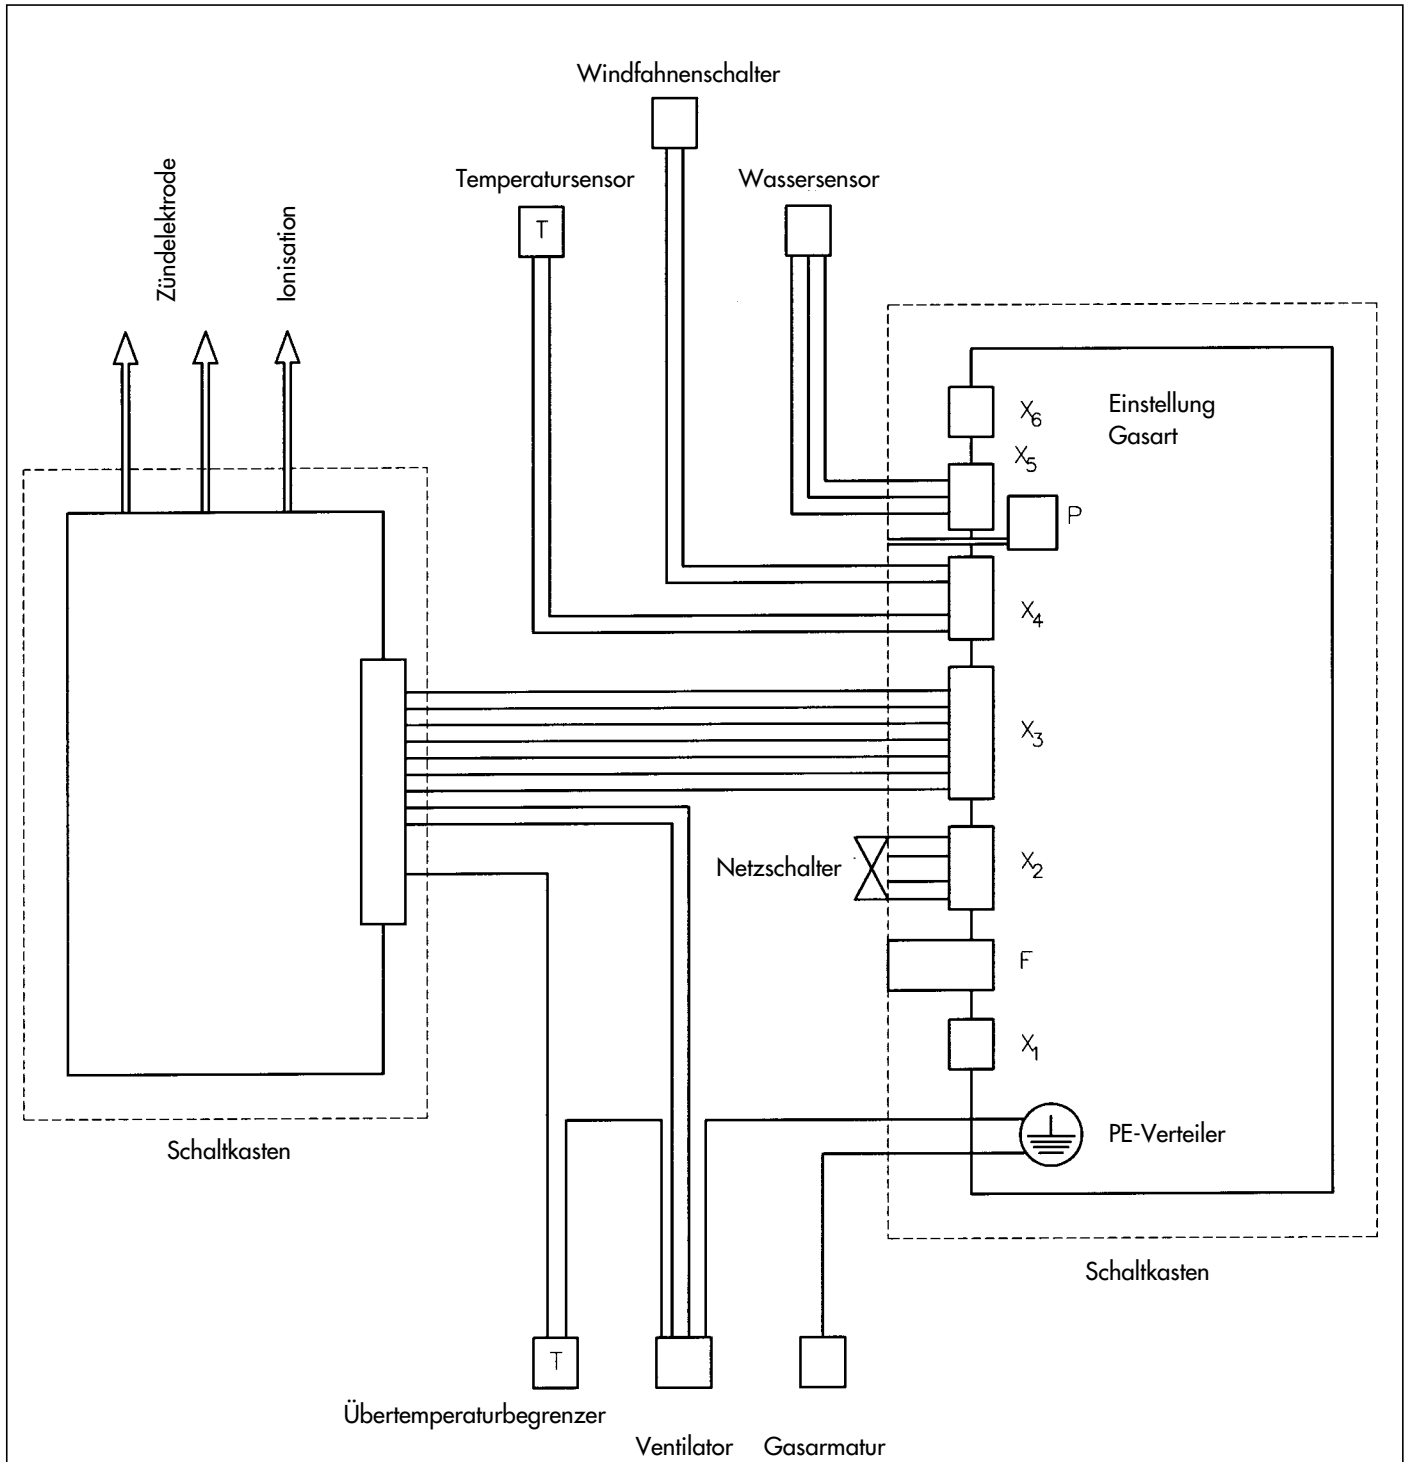 Windfahnenschalter
Temperatursensor
Wassersensor
Zündelektrode
Ionisation
T
X6
Einstellung
Gasart
X5
P
X4
X3
Netzschalter
X2
F
X1
PE-Verteiler
Schaltkasten
Schaltkasten
T
Übertemperaturbegrenzer
Ventilator
Gasarmatur